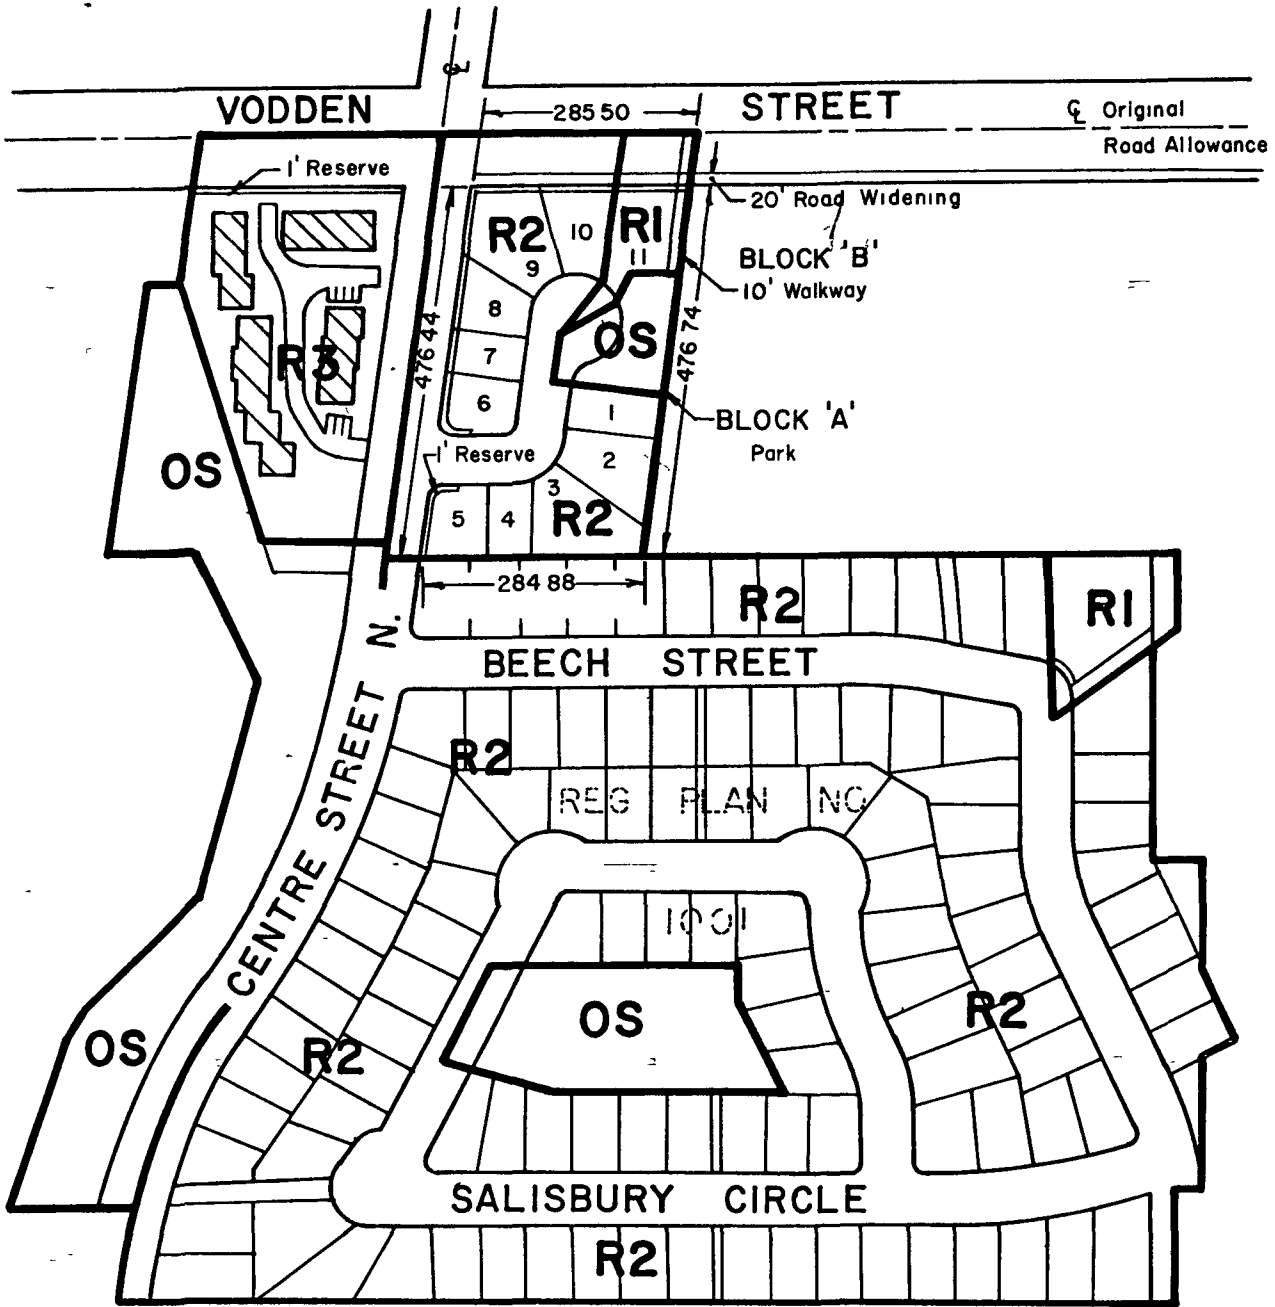 VODDEN STREET
285 50
℄
℄ Original
Road Allowance
1' Reserve
20' Road Widening
R2
10
R1
11
9
BLOCK 'B'
10' Walkway
8
OS
7
R3
476 44
476 74
6
1
BLOCK 'A'
Park
1' Reserve
2
OS
3
5
4
R2
284 88
R2
R1
BEECH STREET
CENTRE STREET N.
R2
REG PLAN NO
1001
OS
R2
OS
R2
SALISBURY CIRCLE
R2